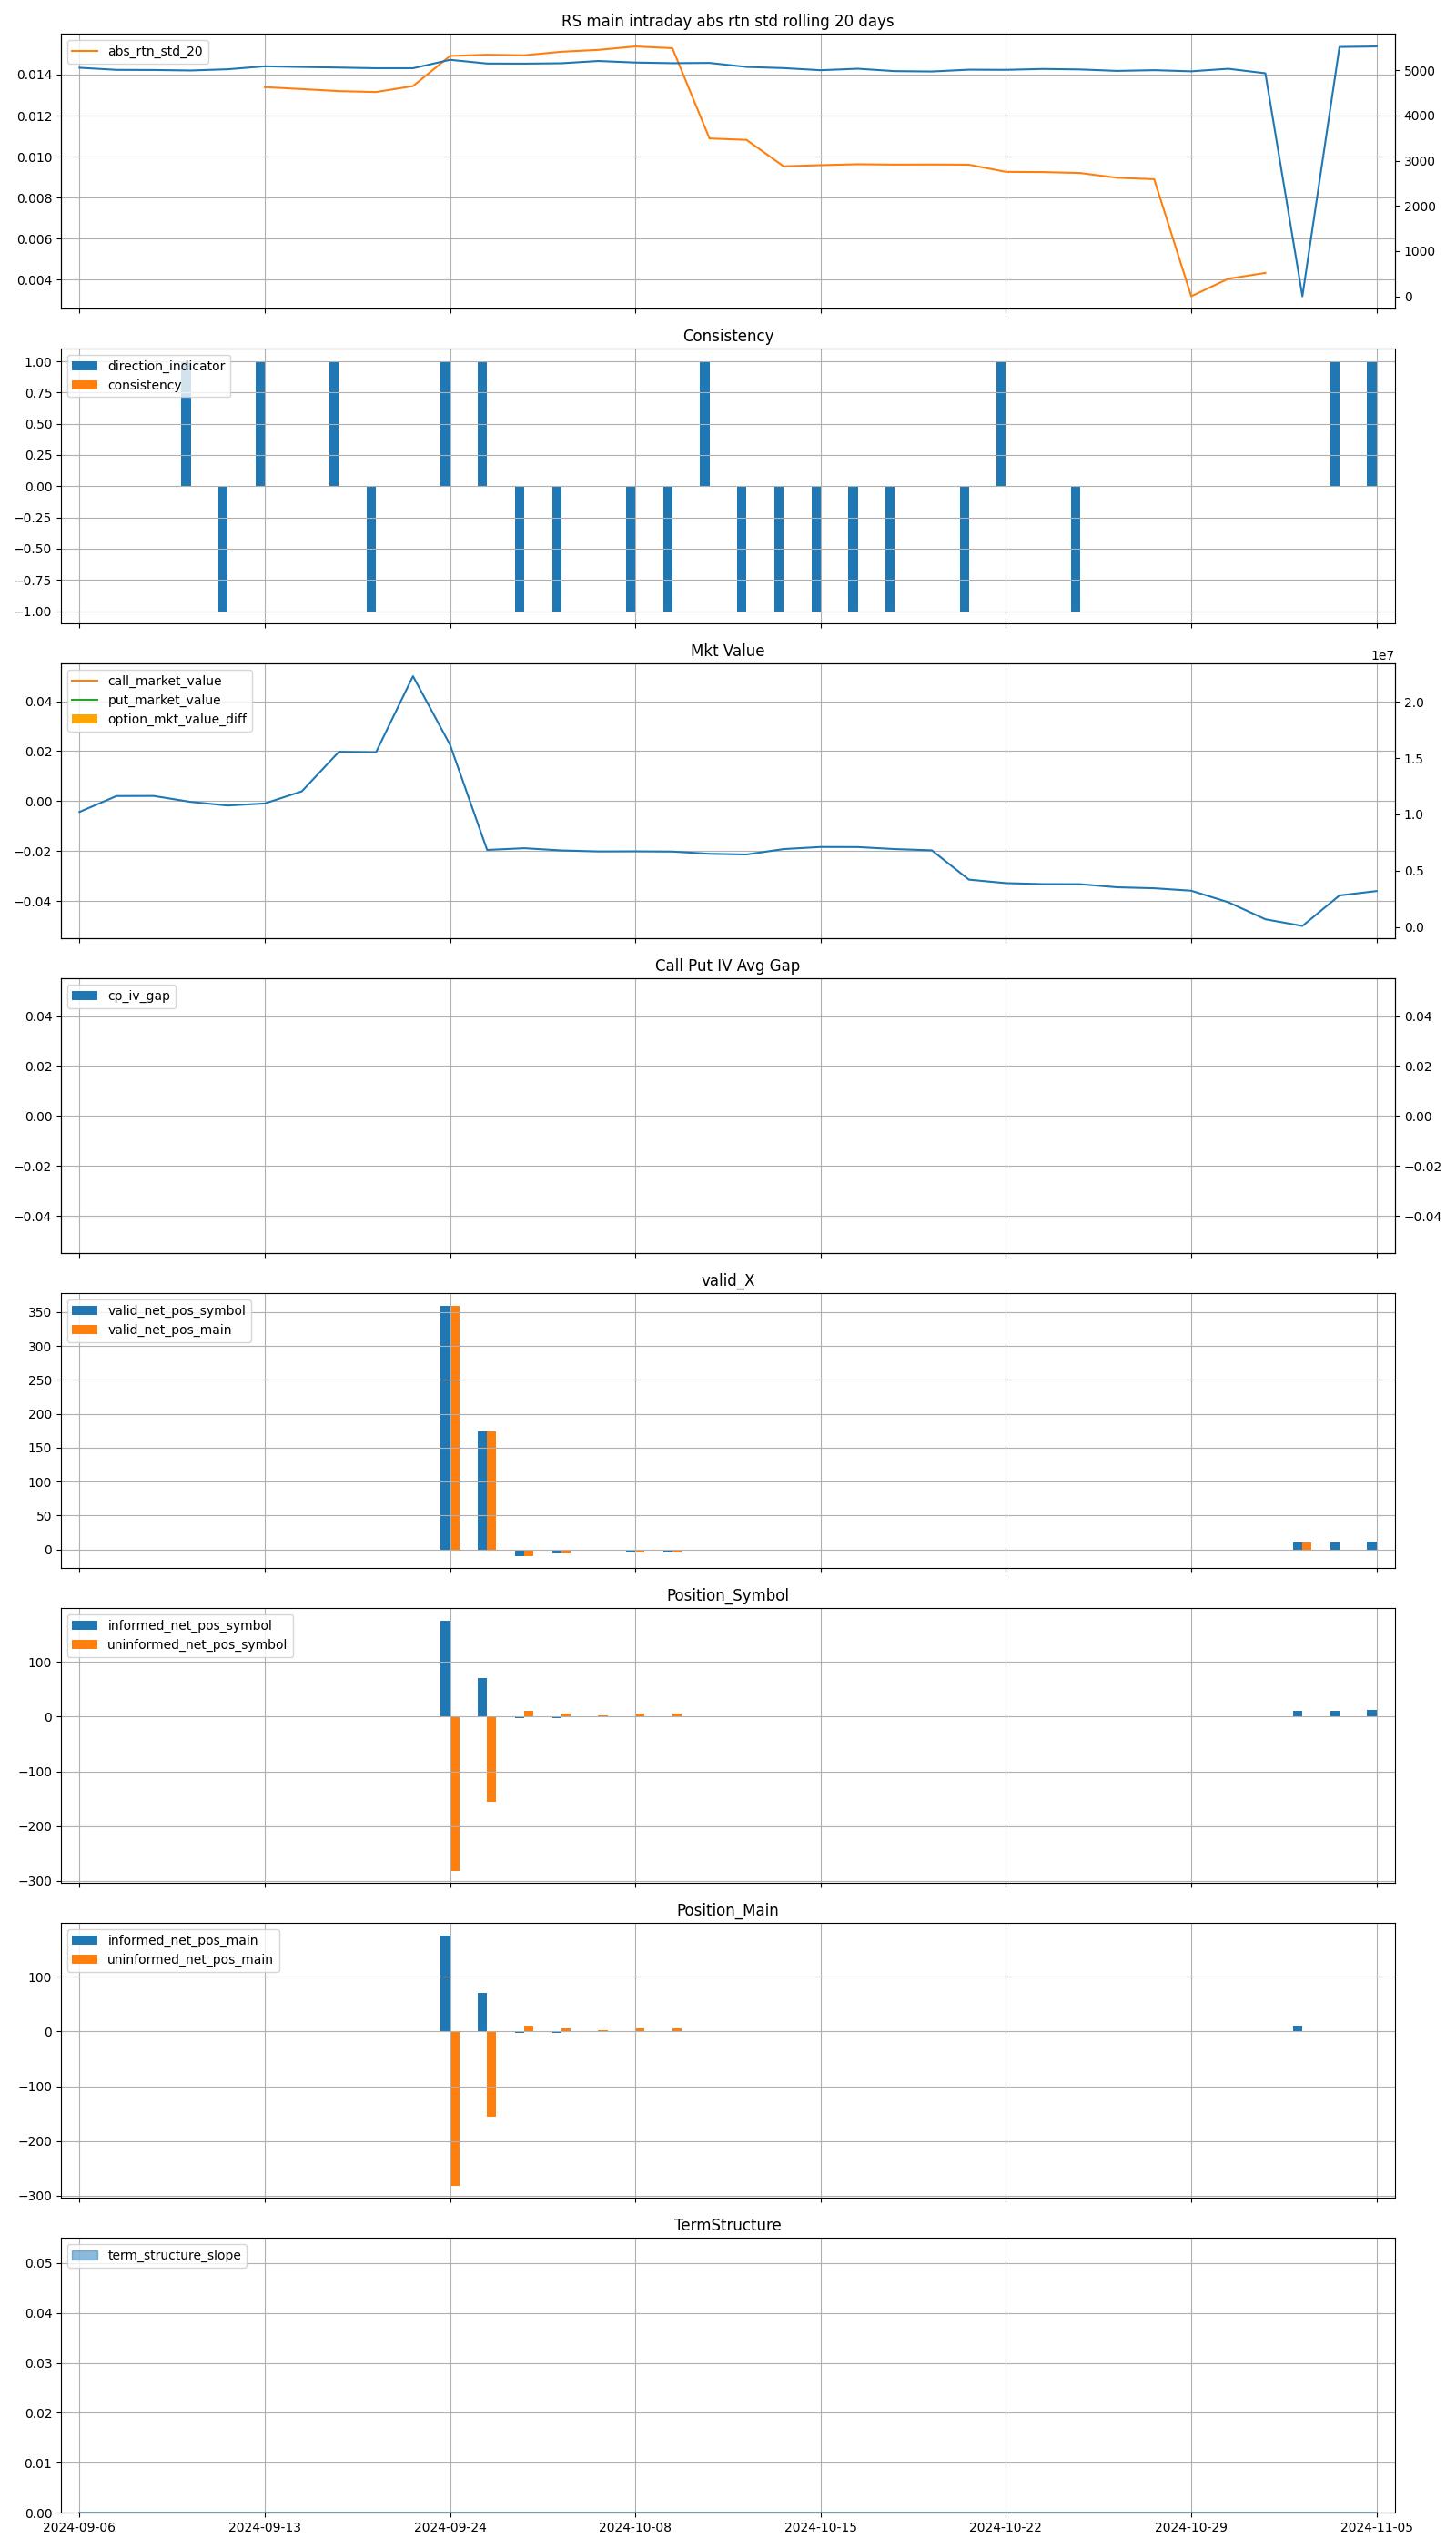 RS main intraday abs rtn std rolling 20 days
abs_rtn_std_20
0.014
0.012
0.010
0.008
0.006
0.004
5000
4000
3000
2000
1000
0
Consistency
direction_indicator
consistency
1.00
0.75
0.50
0.25
0.00
−0.25
−0.50
−0.75
−1.00
Mkt Value
1e7
call_market_value
put_market_value
option_mkt_value_diff
0.04
0.02
0.00
−0.02
−0.04
2.0
1.5
1.0
0.5
0.0
Call Put IV Avg Gap
cp_iv_gap
0.04
0.02
0.00
−0.02
−0.04
0.04
0.02
0.00
−0.02
−0.04
valid_X
valid_net_pos_symbol
valid_net_pos_main
350
300
250
200
150
100
50
0
Position_Symbol
informed_net_pos_symbol
uninformed_net_pos_symbol
100
0
−100
−200
−300
Position_Main
informed_net_pos_main
uninformed_net_pos_main
100
0
−100
−200
−300
TermStructure
term_structure_slope
0.05
0.04
0.03
0.02
0.01
0.00
2024-09-06 2024-09-13 2024-09-24 2024-10-08 2024-10-15 2024-10-22 2024-10-29 2024-11-05